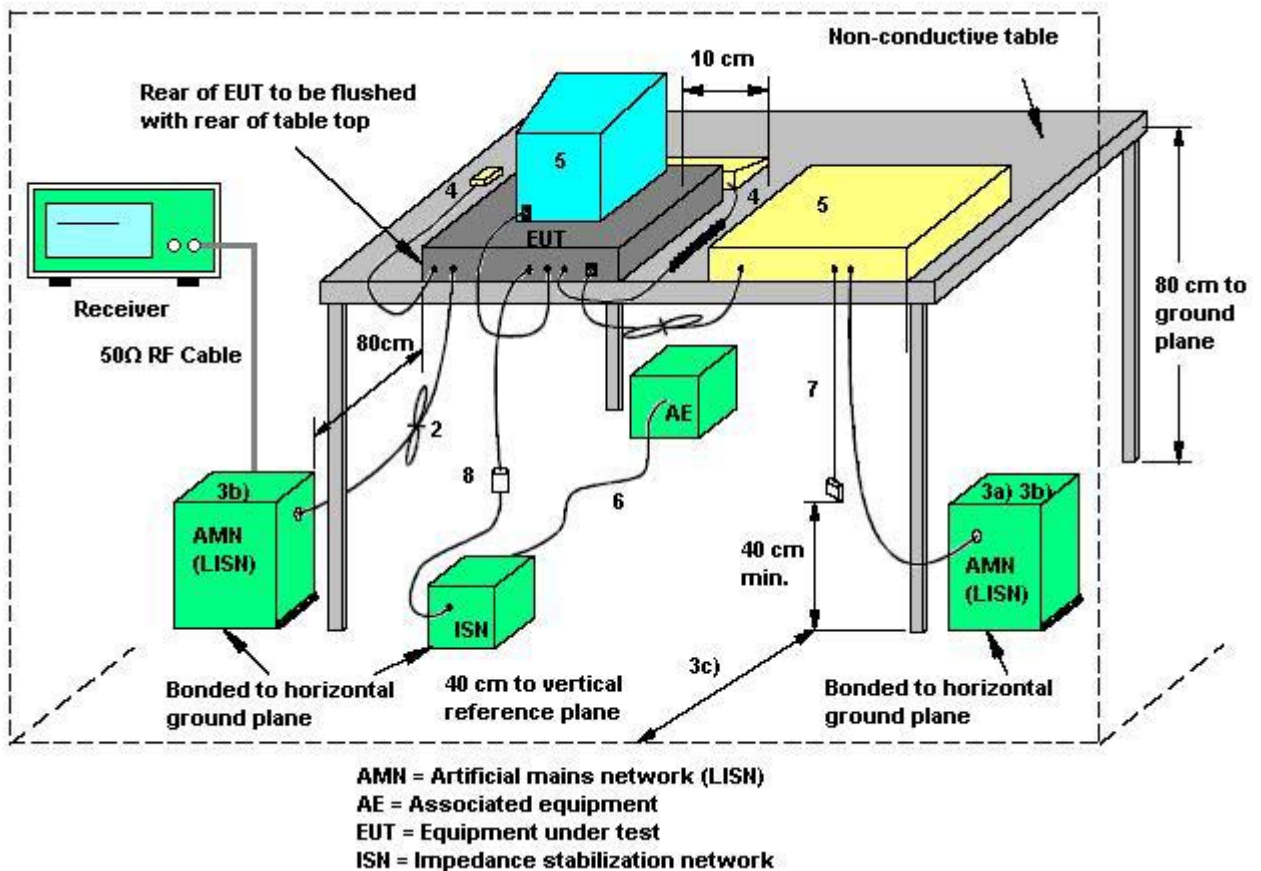 Non-conductive table
10 cm
Rear of EUT to be flushed
with rear of table top
5
4
4
5
EUT
Receiver
80 cm to
ground
plane
50Ω RF Cable
80cm
7
AE
2
8
3b)
6
3a) 3b)
AMN
(LISN)
40 cm
min.
AMN
(LISN)
ISN
3c)
Bonded to horizontal
ground plane
40 cm to vertical
reference plane
Bonded to horizontal
ground plane
AMN = Artificial mains network (LISN)
AE = Associated equipment
EUT = Equipment under test
ISN = Impedance stabilization network